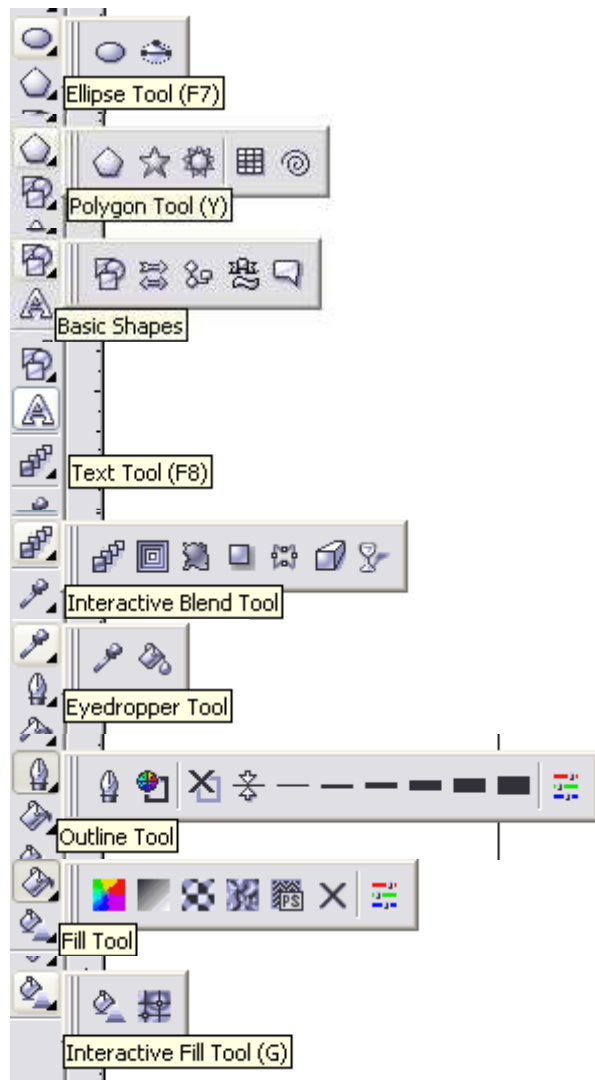 Ellipse Tool (F7)
Polygon Tool (Y)
Basic Shapes
Text Tool (F8)
Interactive Blend Tool
Eyedropper Tool
PS
Outline Tool
Fill Tool
Interactive Fill Tool (G)